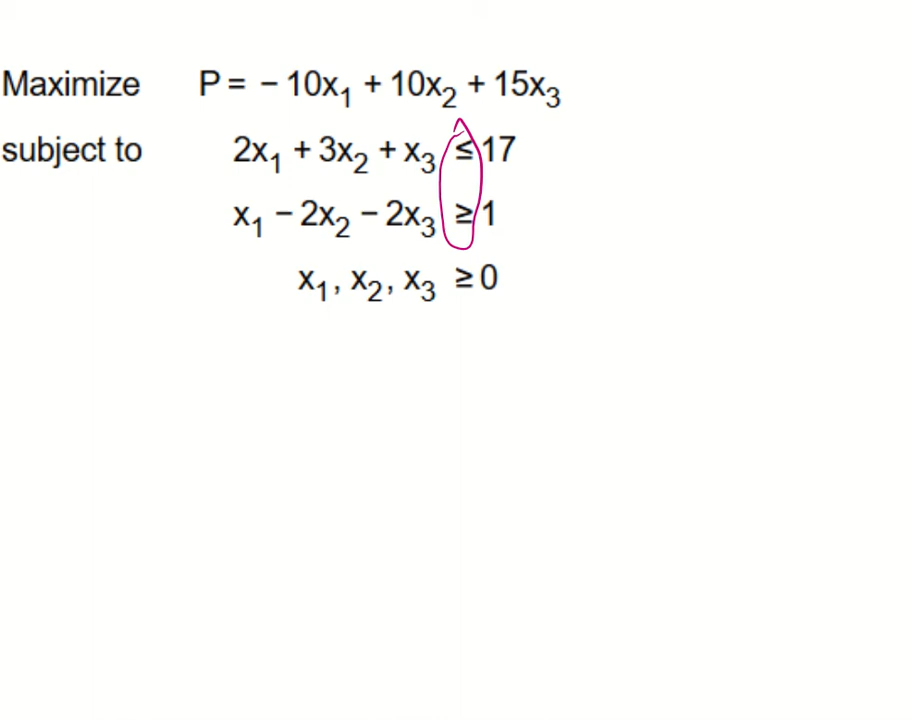 Maximize P = − 10x₁ + 10x₂ + 15x₃
subject to 2x₁ + 3x₂ + x₃ ≤ 17
x₁ − 2x₂ − 2x₃ ≥ 1
x₁, x₂, x₃ ≥ 0